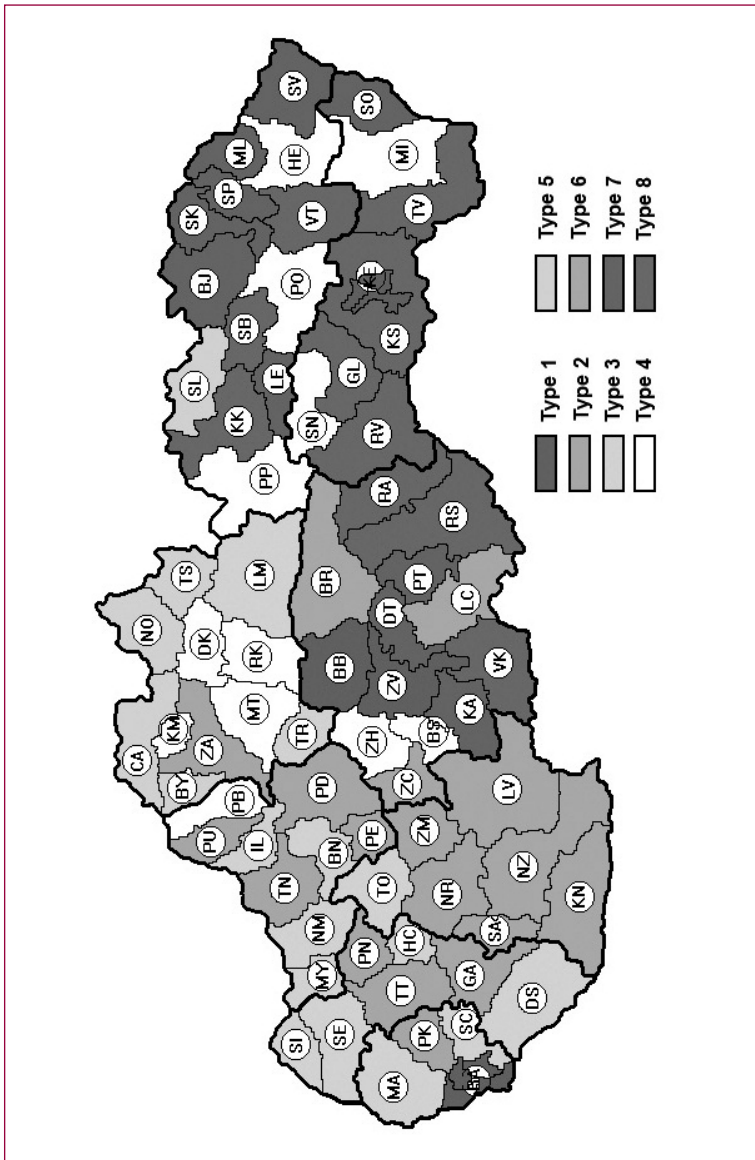 CA
NO
BY
KM
TS
SK
SL
BJ
PU
ZA
DK
SP
PB
KK
SB
ML
IL
MT
RK
LM
PP
LE
TN
SI
TR
PO
HE
SV
MY
NM
PD
SN
VT
BR
SE
BN
BB
GL
SO
PN
PE
ZH
KE
TO
RV
RA
MA
TT
HC
ZV
DT
KS
MI
PK
ZM
ZC
BS
PT
TV
NR
RS
SC
GA
KA
LC
BA
SA
VK
LV
DS
NZ
KN
Type 1
Type 2
Type 3
Type 4
Type 5
Type 6
Type 7
Type 8